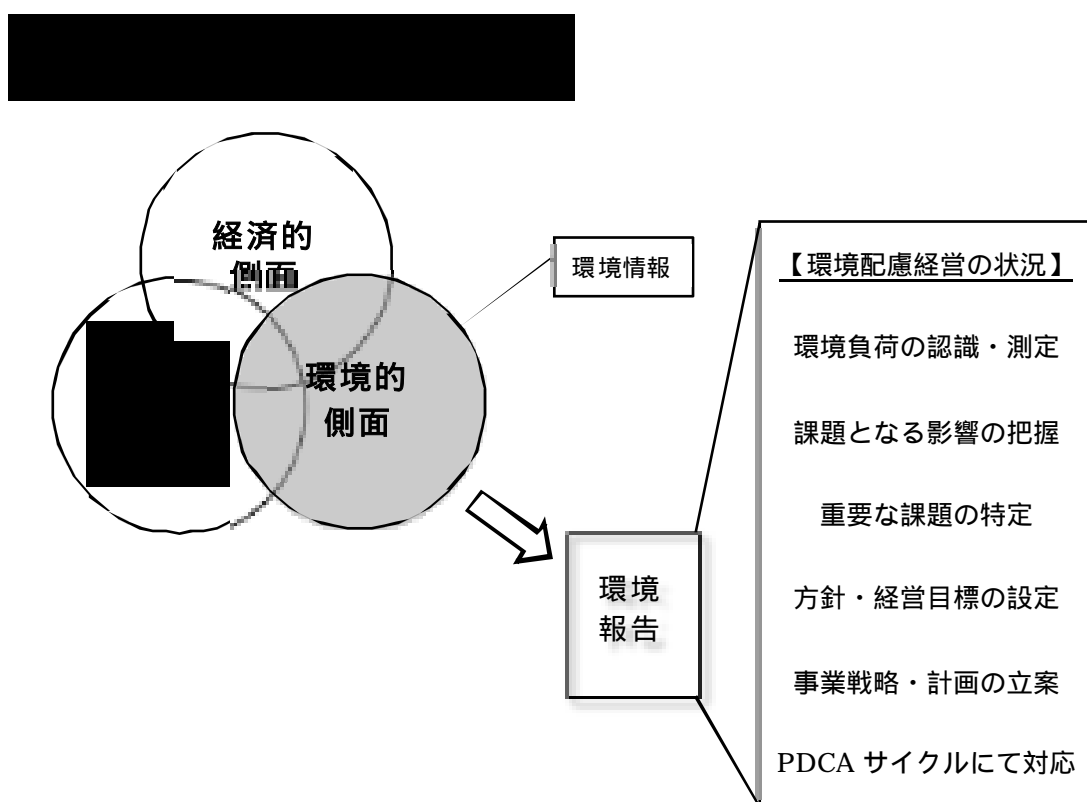 経済的
側面
環境的
側面
環境情報
環境
報告
【環境配慮経営の状況】
環境負荷の認識・測定
課題となる影響の把握
重要な課題の特定
方針・経営目標の設定
事業戦略・計画の立案
PDCA サイクルにて対応